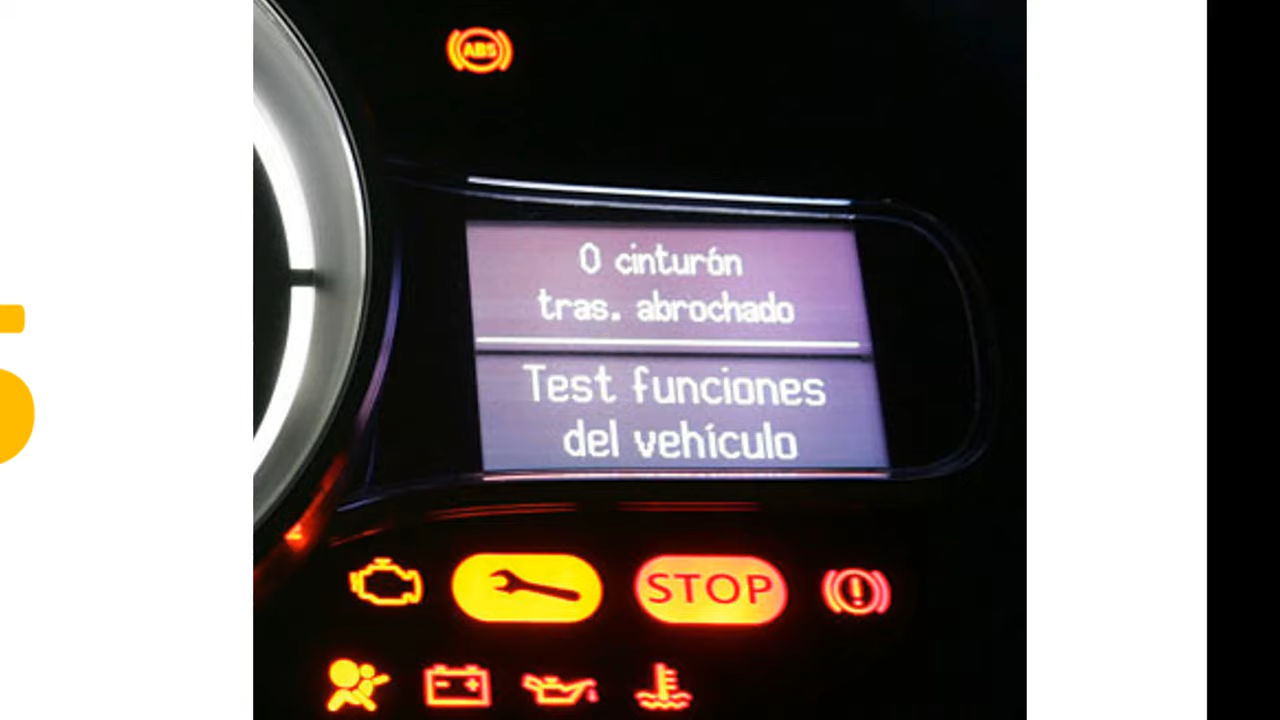 ABS
0 cinturón
tras. abrochado
Test funciones
del vehículo
STOP